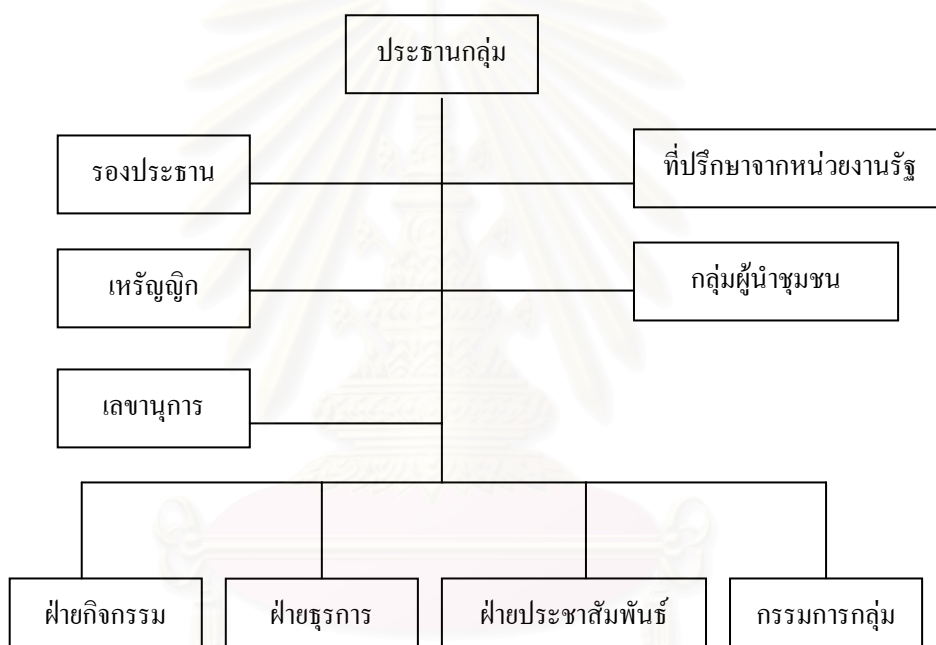 ประธานกลุ่ม
รองประธาน
ที่ปรึกษาจากหน่วยงานรัฐ
เหรัญญิก
กลุ่มผู้นำชุมชน
เลขานุการ
ฝ่ายกิจกรรม
ฝ่ายธุรการ
ฝ่ายประชาสัมพันธ์
กรรมการกลุ่ม